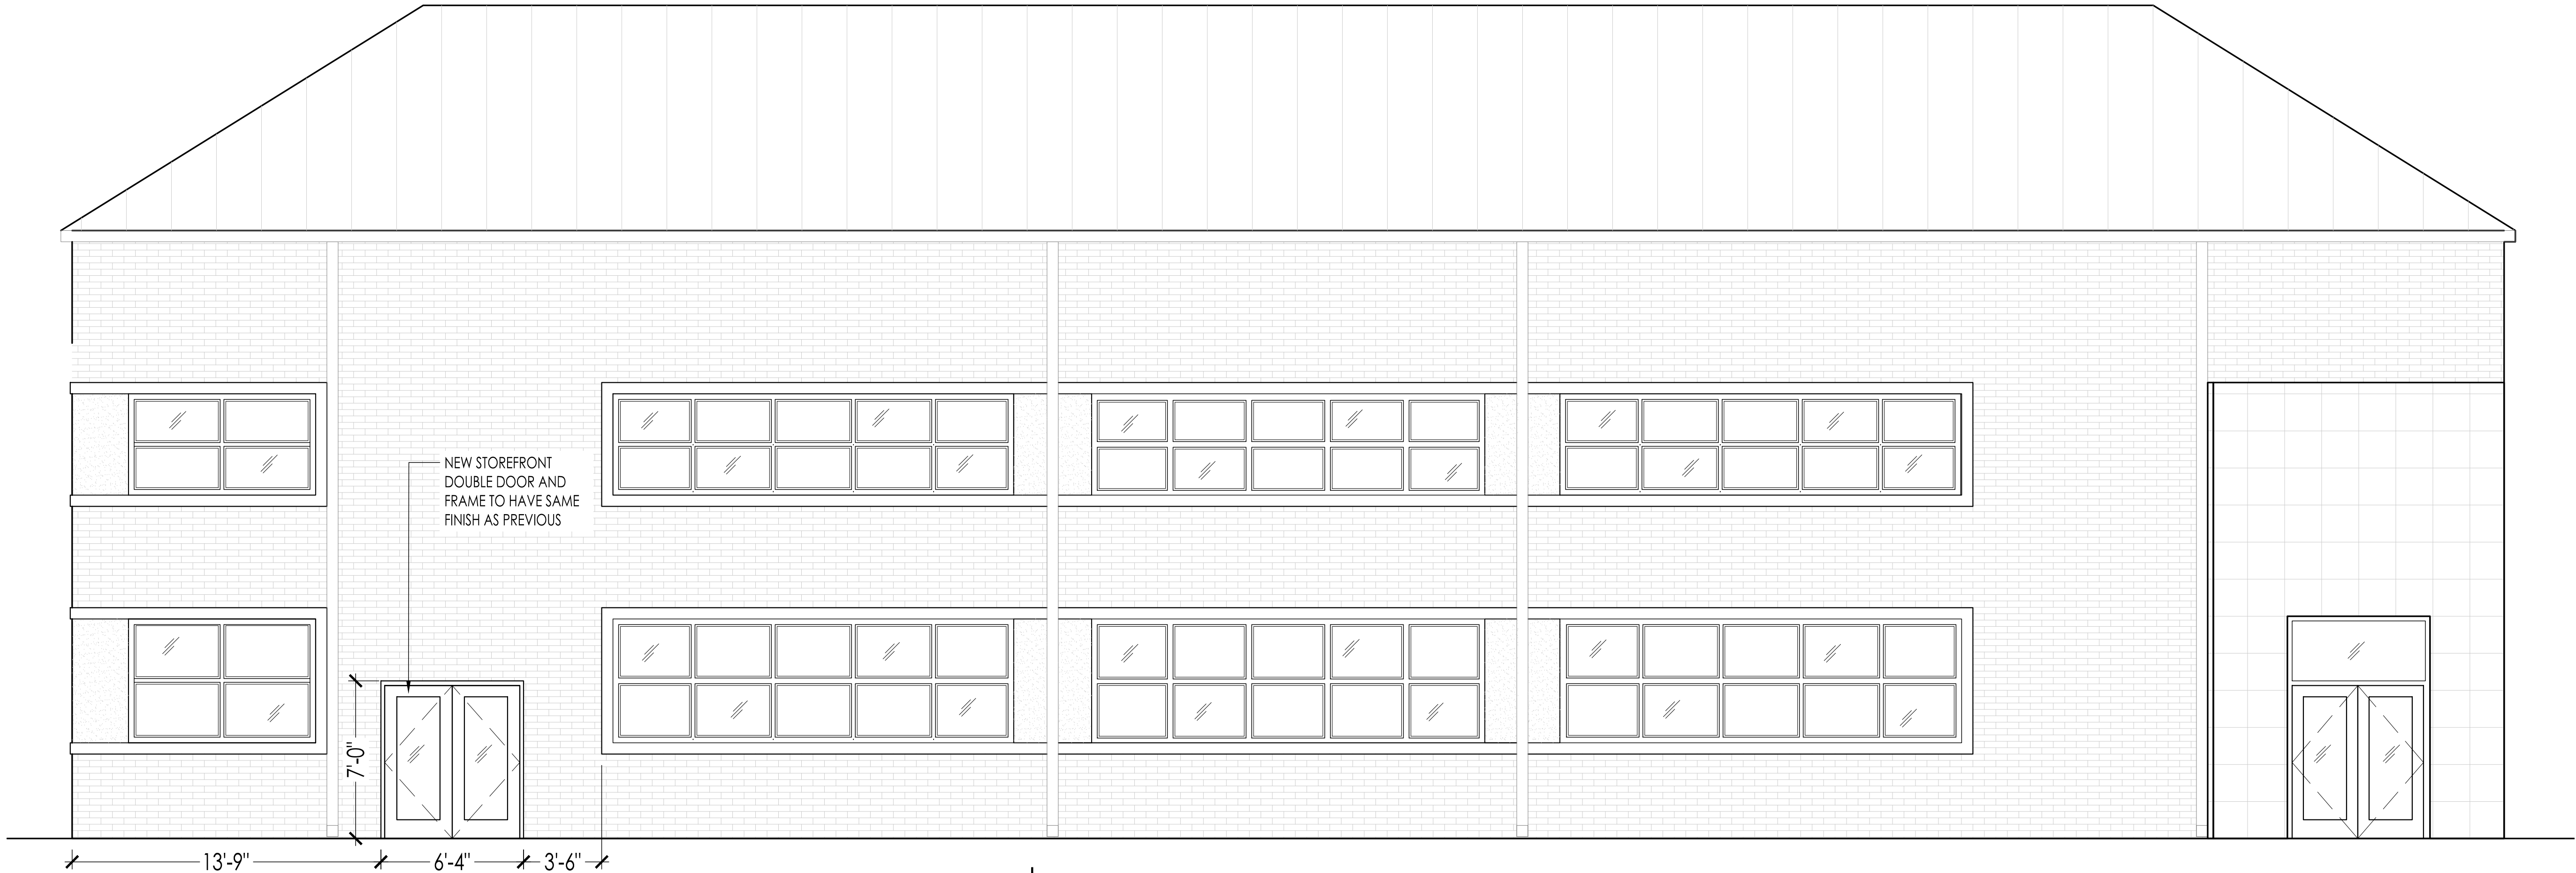 NEW STOREFRONT
DOUBLE DOOR AND
FRAME TO HAVE SAME
FINISH AS PREVIOUS
7'-0"
13'-9"
6'-4"
3'-6"